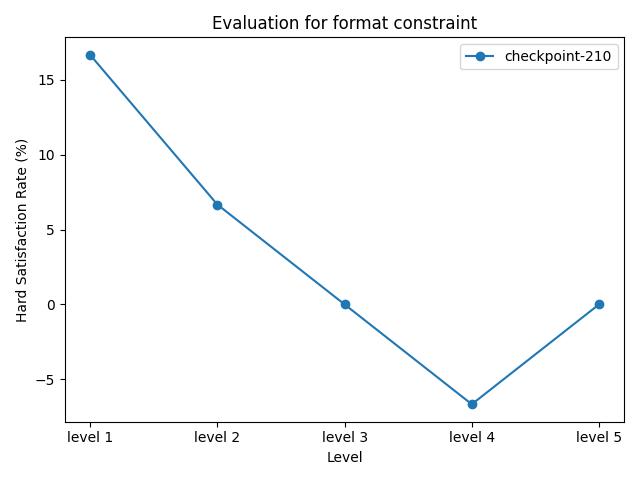 Evaluation for format constraint
checkpoint-210
Hard Satisfaction Rate (%)
15
10
5
0
−5
level 1 level 2 level 3 level 4 level 5
Level